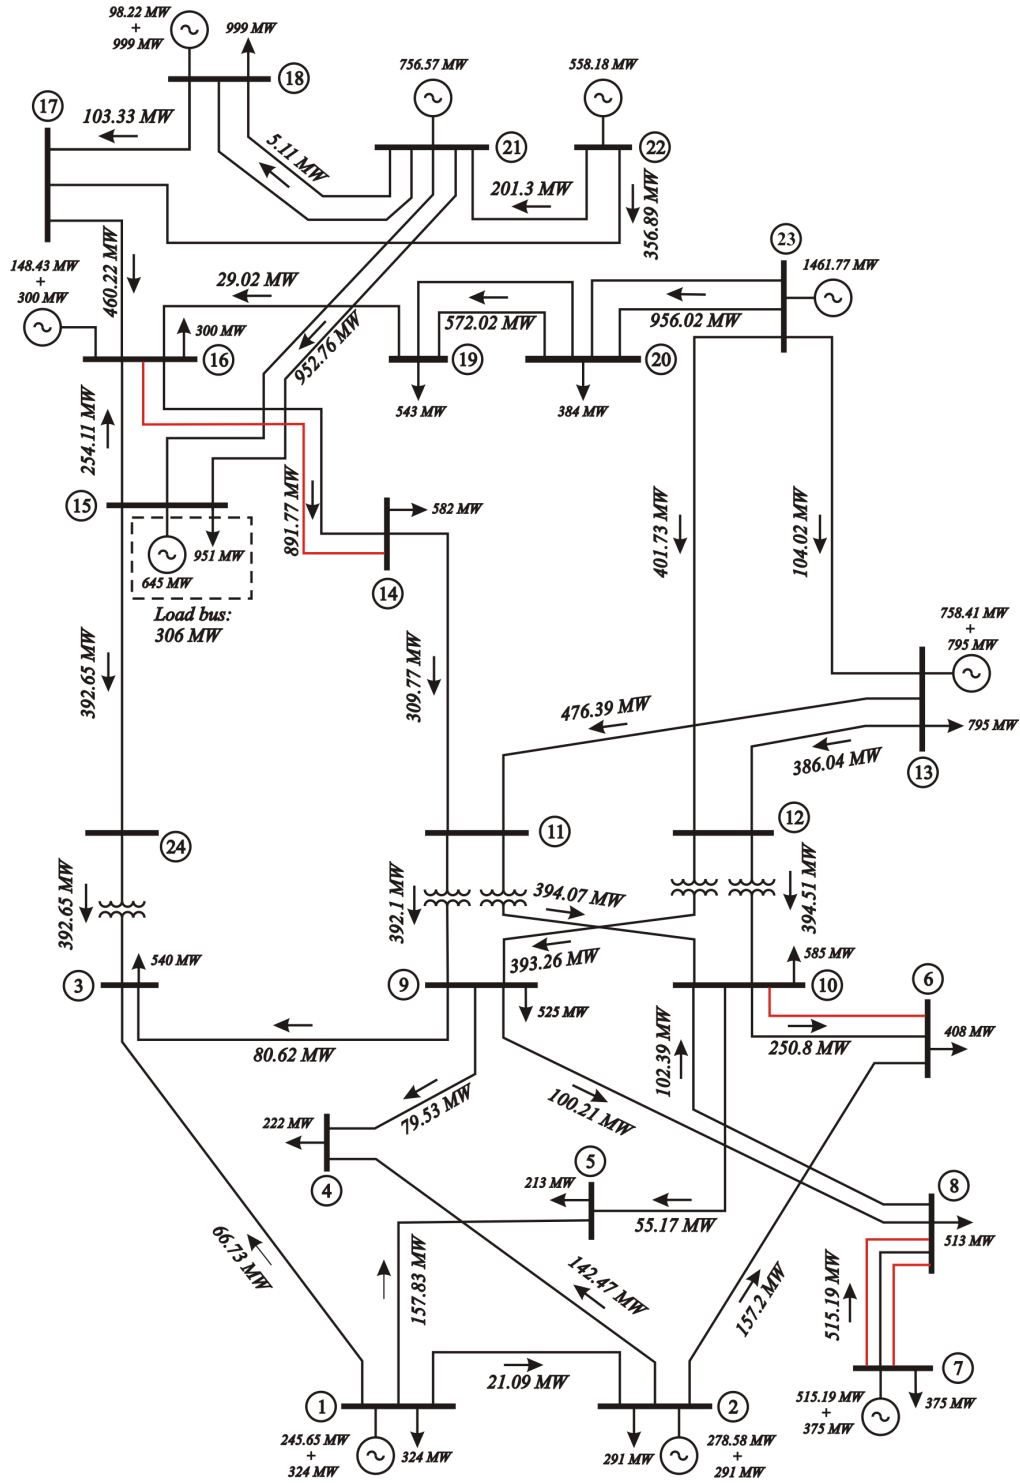 98.22 MW
+
999 MW
999 MW
18
756.57 MW
558.18 MW
17
103.33 MW
5.11 MW
21
22
201.3 MW
356.89 MW
23
148.43 MW
+
300 MW
460.22 MW
29.02 MW
1461.77 MW
300 MW
16
952.76 MW
572.02 MW
956.02 MW
19
20
543 MW
384 MW
254.11 MW
15
891.77 MW
582 MW
401.73 MW
104.02 MW
951 MW
645 MW
14
Load bus:
306 MW
758.41 MW
+
795 MW
392.65 MW
309.77 MW
476.39 MW
795 MW
386.04 MW
13
24
11
12
392.65 MW
392.1 MW
394.07 MW
394.51 MW
393.26 MW
540 MW
585 MW
3
9
10
6
525 MW
408 MW
80.62 MW
102.39 MW
250.8 MW
79.53 MW
100.21 MW
222 MW
4
5
213 MW
8
55.17 MW
513 MW
66.73 MW
157.83 MW
142.47 MW
157.2 MW
515.19 MW
7
21.09 MW
1
2
515.19 MW
+
375 MW
375 MW
245.65 MW
+
324 MW
324 MW
291 MW
278.58 MW
+
291 MW